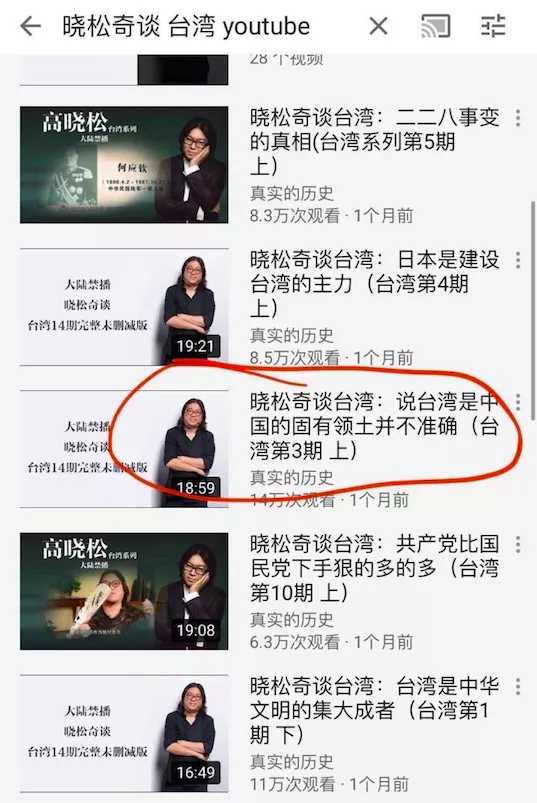 晓松奇谈 台湾 youtube
28 个视频
高晓松台湾系列
大陆禁播
何应钦
晓松奇谈台湾：二二八事变
的真相(台湾系列第5期
上)
真实的历史
8.3万次观看 · 1个月前
大陆禁播
晓松奇谈
台湾14期完整未删减版
19:21
晓松奇谈台湾：日本是建设
台湾的主力（台湾第4期
上）
真实的历史
8.5万次观看 · 1个月前
大陆禁播
晓松奇谈
台湾14期完整未删减版
18:59
晓松奇谈台湾：说台湾是中
国的固有领土并不准确（台
湾第3期 上）
真实的历史
14万次观看 · 1个月前
高晓松台湾系列
大陆禁播
19:08
晓松奇谈台湾：共产党比国
民党下手狠的多的多（台湾
第10期 上）
真实的历史
6.3万次观看 · 1个月前
大陆禁播
晓松奇谈
台湾14期完整未删减版
16:49
晓松奇谈台湾：台湾是中华
文明的集大成者（台湾第1
期 下）
真实的历史
11万次观看 · 1个月前